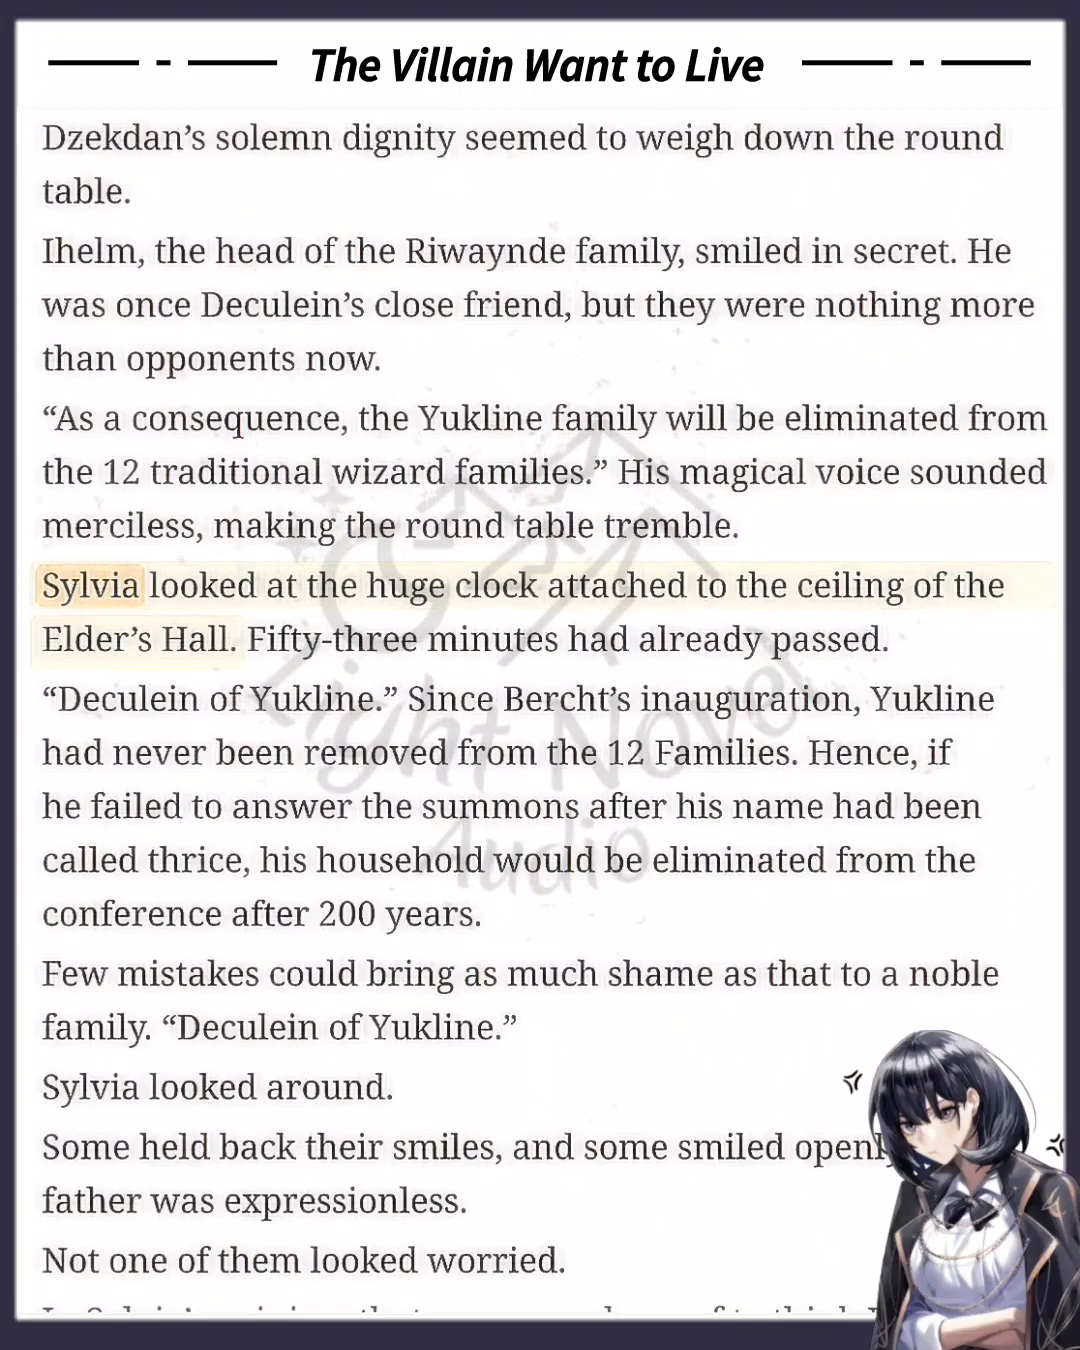 The Villain Want to Live
Dzekdan’s solemn dignity seemed to weigh down the round
table.
Ihelm, the head of the Riwaynde family, smiled in secret. He
was once Deculein’s close friend, but they were nothing more
than opponents now.
“As a consequence, the Yukline family will be eliminated from
the 12 traditional wizard families.” His magical voice sounded
merciless, making the round table tremble.
Sylvia looked at the huge clock attached to the ceiling of the
Elder’s Hall. Fifty-three minutes had already passed.
“Deculein of Yukline.” Since Bercht’s inauguration, Yukline
had never been removed from the 12 Families. Hence, if
he failed to answer the summons after his name had been
called thrice, his household would be eliminated from the
conference after 200 years.
Few mistakes could bring as much shame as that to a noble
family. “Deculein of Yukline.”
Sylvia looked around.
Some held back their smiles, and some smiled
father was expressionless.
Not one of them looked worried.
Light Novel
Audio